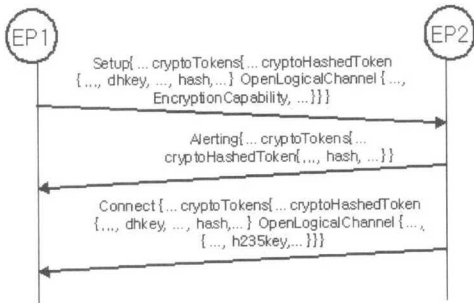 EP1
EP2
Setup{ ... cryptoTokens{... cryptoHashedToken
{ ..., dhkey, ..., hash,...} OpenLogicalChannel { ...,
EncryptionCapability, ... }}}
Alerting{ ... cryptoTokens{ ...
cryptoHashedToken{ ..., hash, ...}}
Connect { ... cryptoTokens{ ... cryptoHashedToken
{ ..., dhkey, ..., hash,...} OpenLogicalChannel { ...,
{ ..., h235key,... }}}